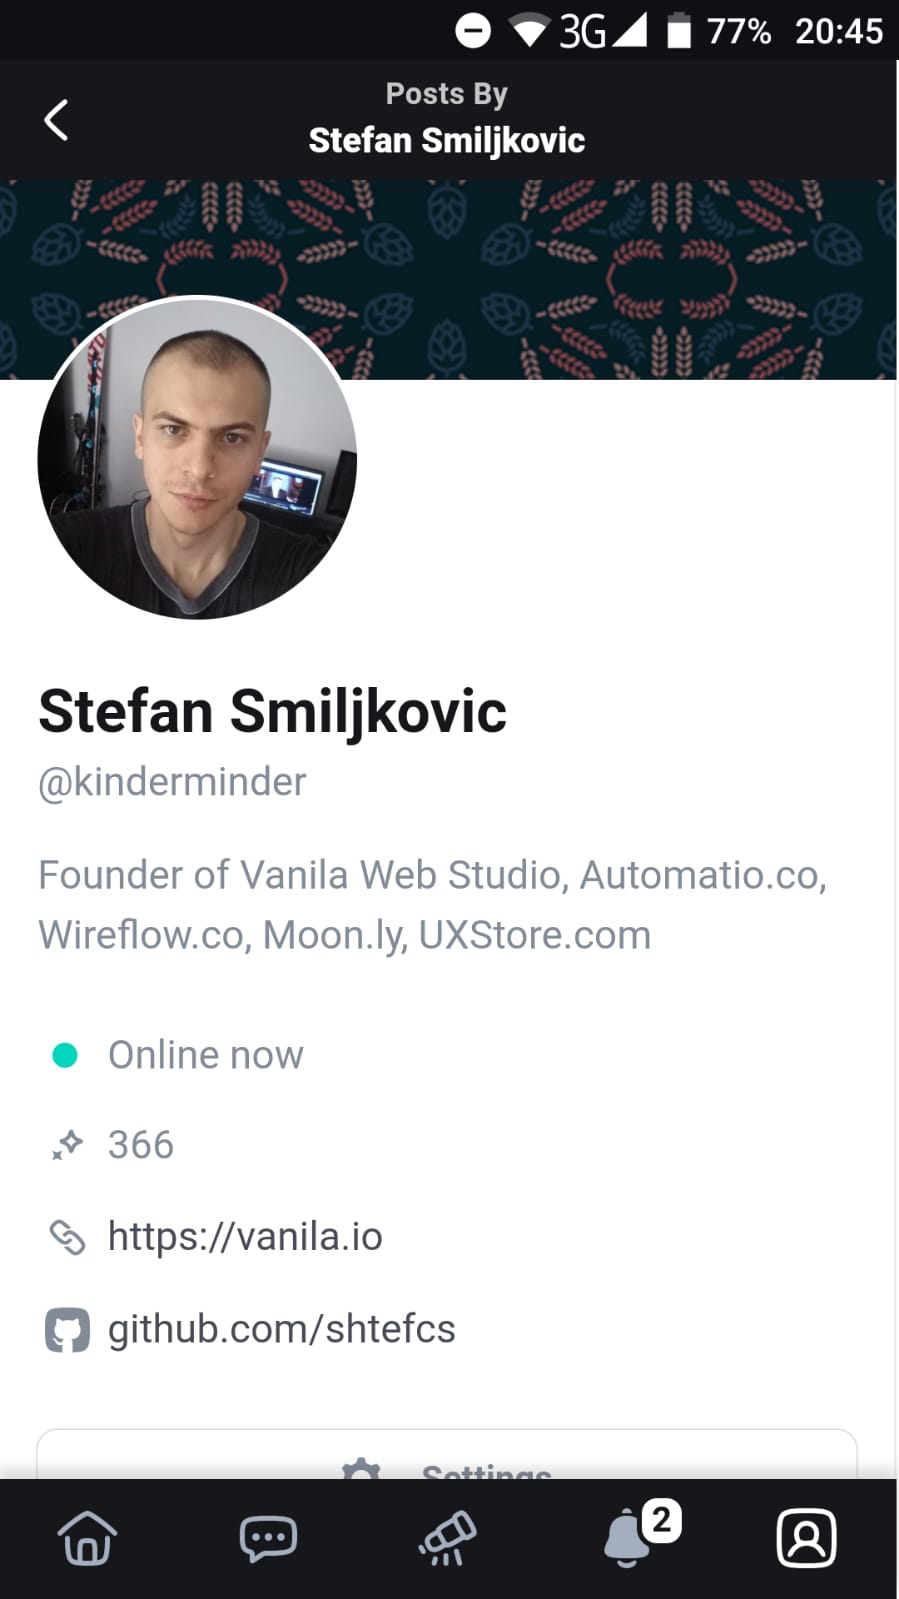 3G 77% 20:45
Posts By
Stefan Smiljkovic
Stefan Smiljkovic
@kinderminder
Founder of Vanila Web Studio, Automatio.co,
Wireflow.co, Moon.ly, UXStore.com
Online now
366
https://vanila.io
github.com/shtefcs
Settings
2